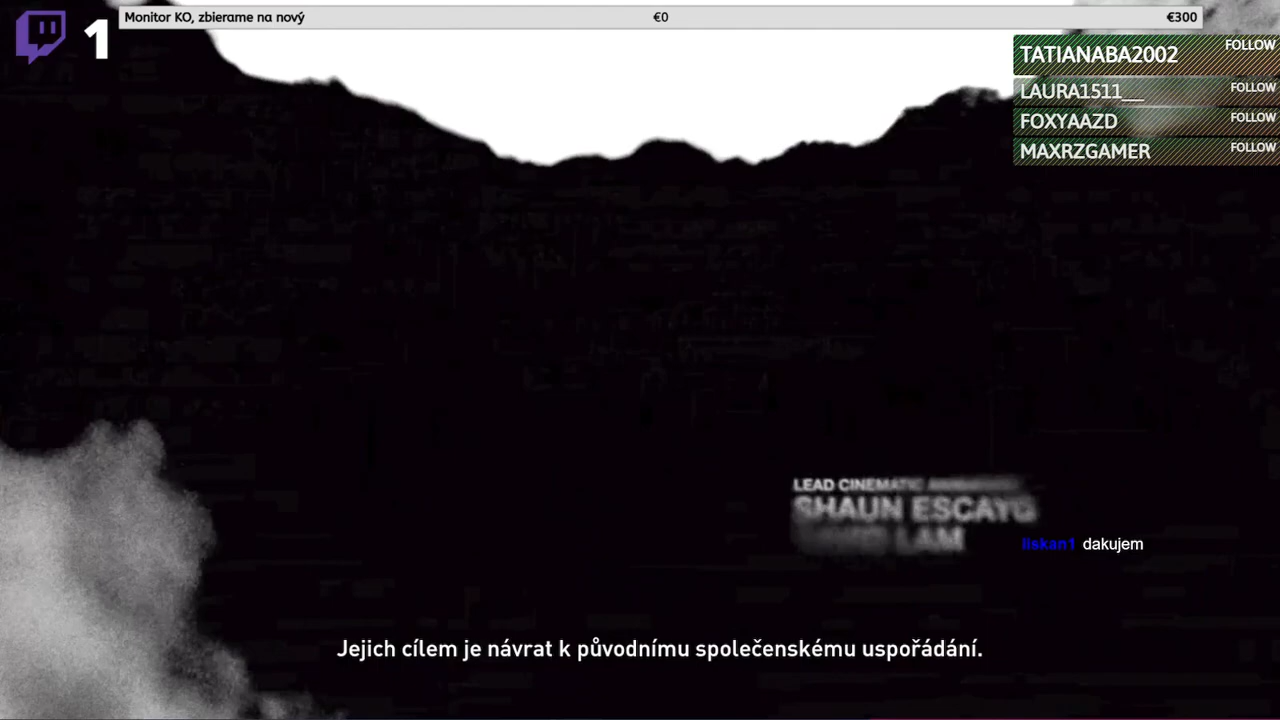 Monitor KO, zbierame na nový €0 €300
1
TATIANABA2002 FOLLOW
LAURA1511__ FOLLOW
FOXYAAZD FOLLOW
MAXRZGAMER FOLLOW
LEAD CINEMATIC
SHAUN ESCAYG
LAM
liskan1 dakujem
Jejich cílem je návrat k původnímu společenskému uspořádání.